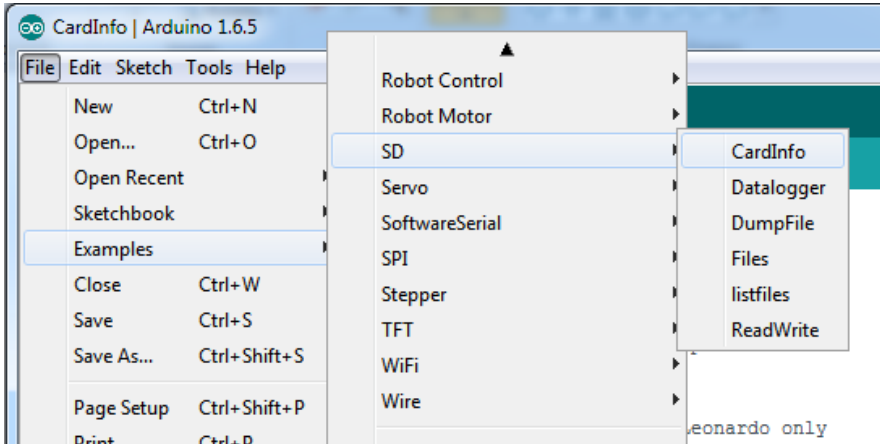 CardInfo | Arduino 1.6.5
File Edit Sketch Tools Help
New Ctrl+N
Open... Ctrl+O
Open Recent
Sketchbook
Examples
Close Ctrl+W
Save Ctrl+S
Save As... Ctrl+Shift+S
Page Setup Ctrl+Shift+P
Print Ctrl+P
Robot Control
Robot Motor
SD
Servo
SoftwareSerial
SPI
Stepper
TFT
WiFi
Wire
CardInfo
Datalogger
DumpFile
Files
listfiles
ReadWrite
Leonardo only